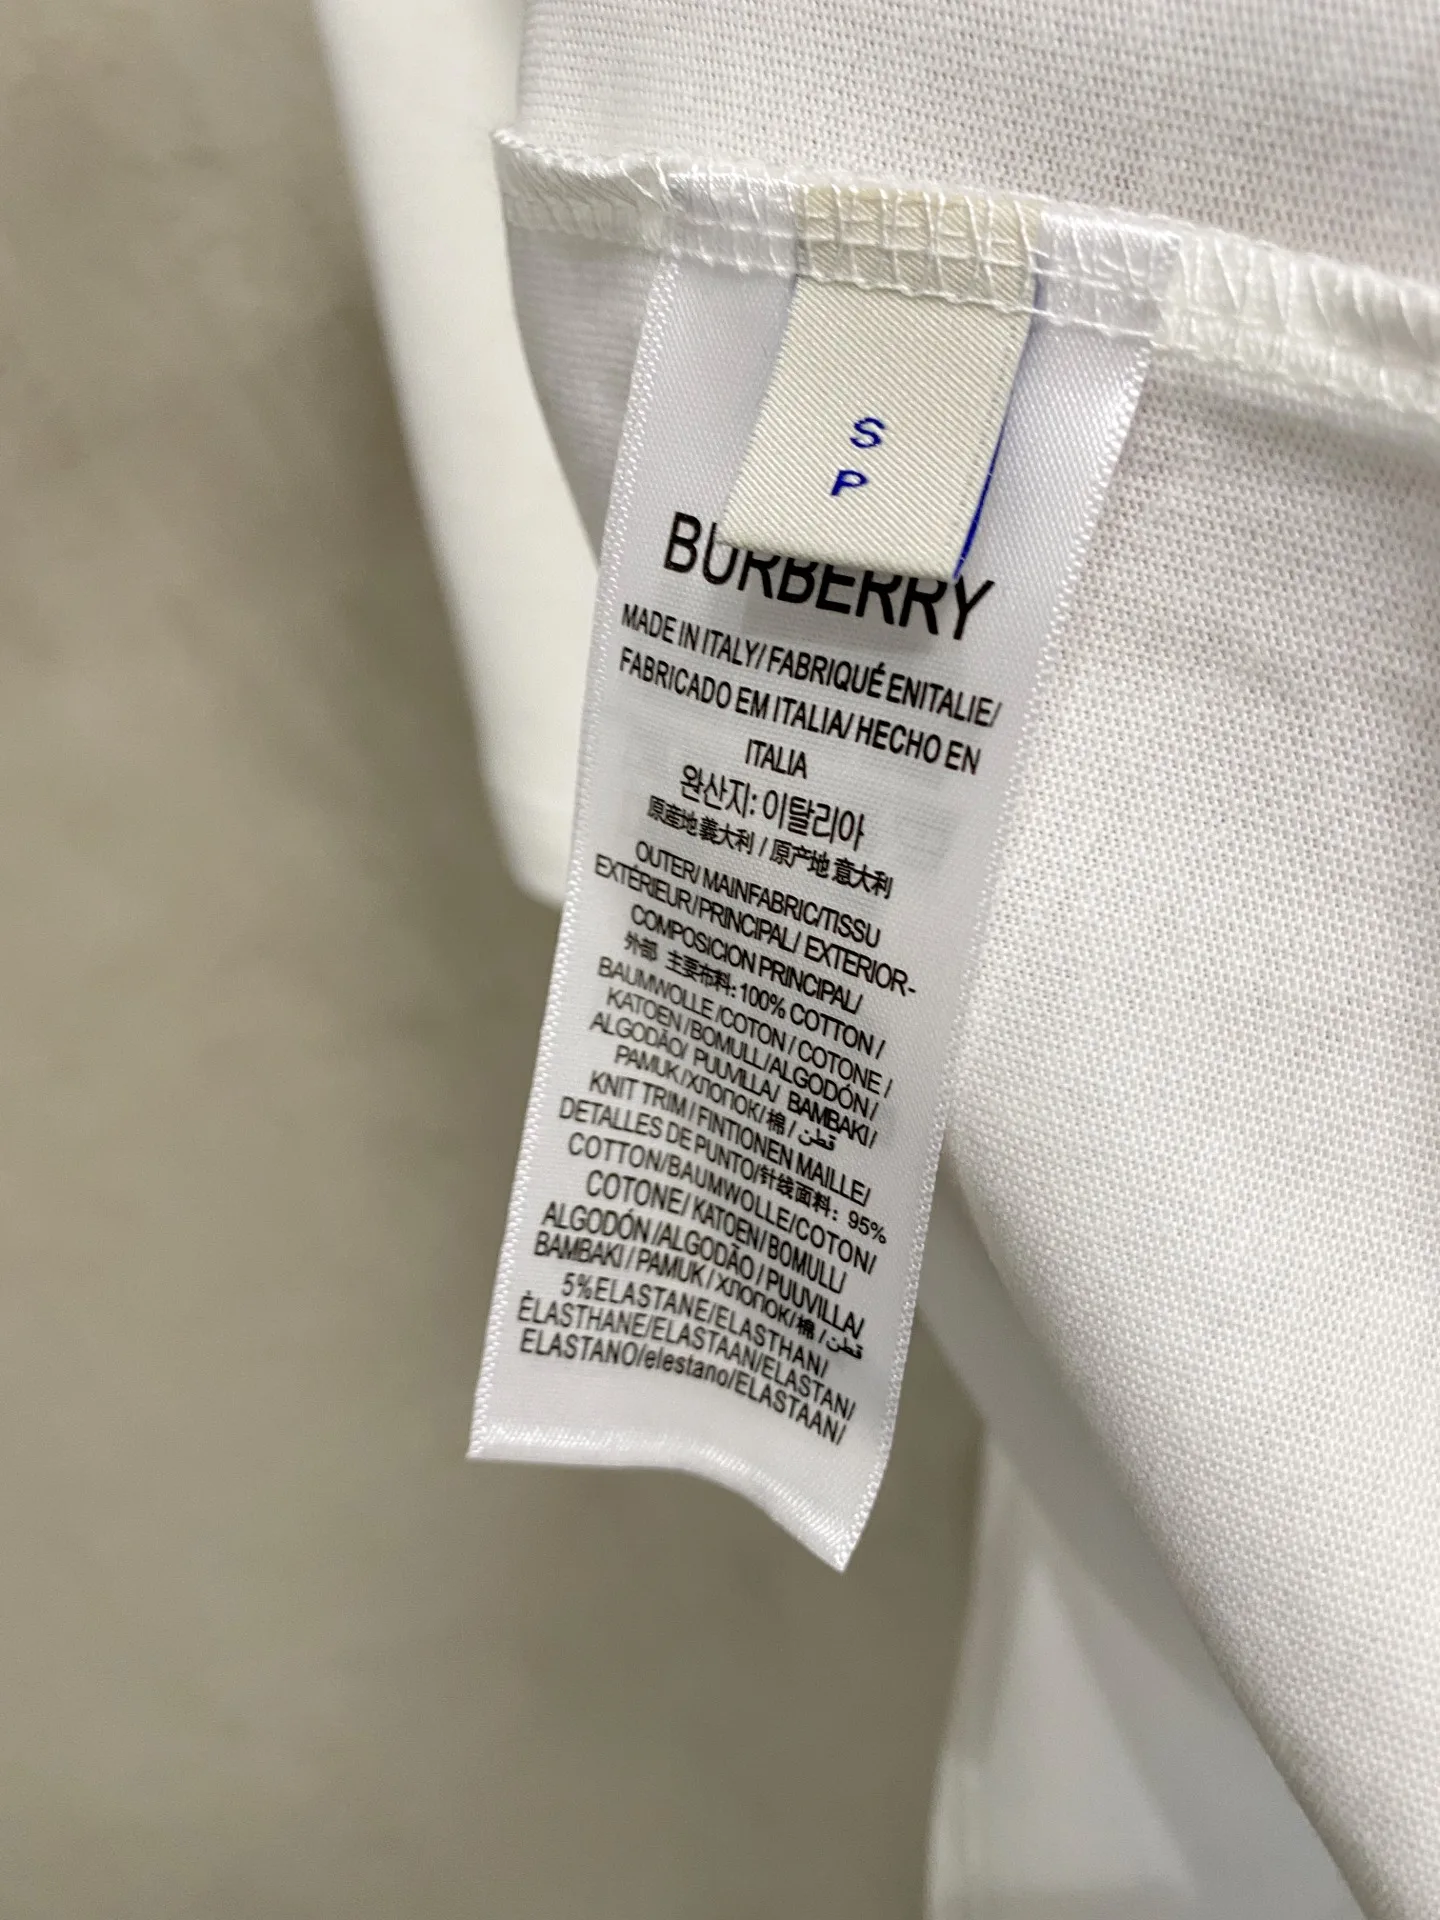 S
P
BURBERRY
MADE IN ITALY/ FABRIQUÉ ENITALIE/
FABRICADO EM ITALIA/ HECHO EN
ITALIA
완산지: 이탈리아
原産地 義大利 / 原产地 意大利
OUTER/ MAINFABRIC/TISSU
EXTÉRIEUR/PRINCIPAL/ EXTERIOR-
COMPOSICION PRINCIPAL/
外部 主要布料: 100% COTTON /
BAUMWOLLE /COTON / COTONE /
KATOEN /BOMULL/ALGODÓN/
ALGODÃO/ PUUVILLA/ BAMBAKI/
PAMUK/ХЛОПОК/棉 / قطن
KNIT TRIM / FINTIONEN MAILLE/
DETALLES DE PUNTO/针线面料: 95%
COTTON/BAUMWOLLE/COTON/
COTONE/ KATOEN/BOMULL/
ALGODÓN /ALGODÃO / PUUVILLA/
BAMBAKI / PAMUK / ХЛОПОК/棉 / قطن
5%ELASTANE/ELASTHAN/
ÉLASTHANE/ELASTAAN/ELASTAN/
ELASTANO/elestano/ELASTAAN/